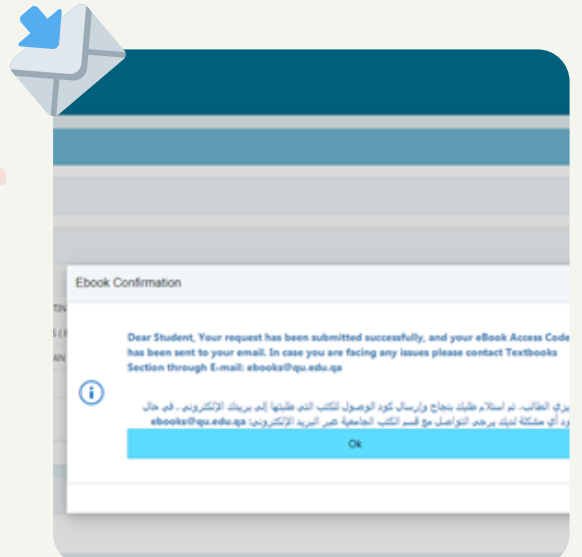 Ebook Confirmation
Dear Student, Your request has been submitted successfully, and your eBook Access Code
has been sent to your email. In case you are facing any issues please contact Textbooks
Section through E-mail: ebooks@qu.edu.qa
الطالب، تم استلام طلبك بنجاح وإرسال كود الوصول للكتب التي طلبتها إلى بريدك الإلكتروني . في حال
أي مشكلة لديك يرجى التواصل مع قسم الكتب الجامعية عبر البريد الإلكتروني: ebooks@qu.edu.qa
Ok